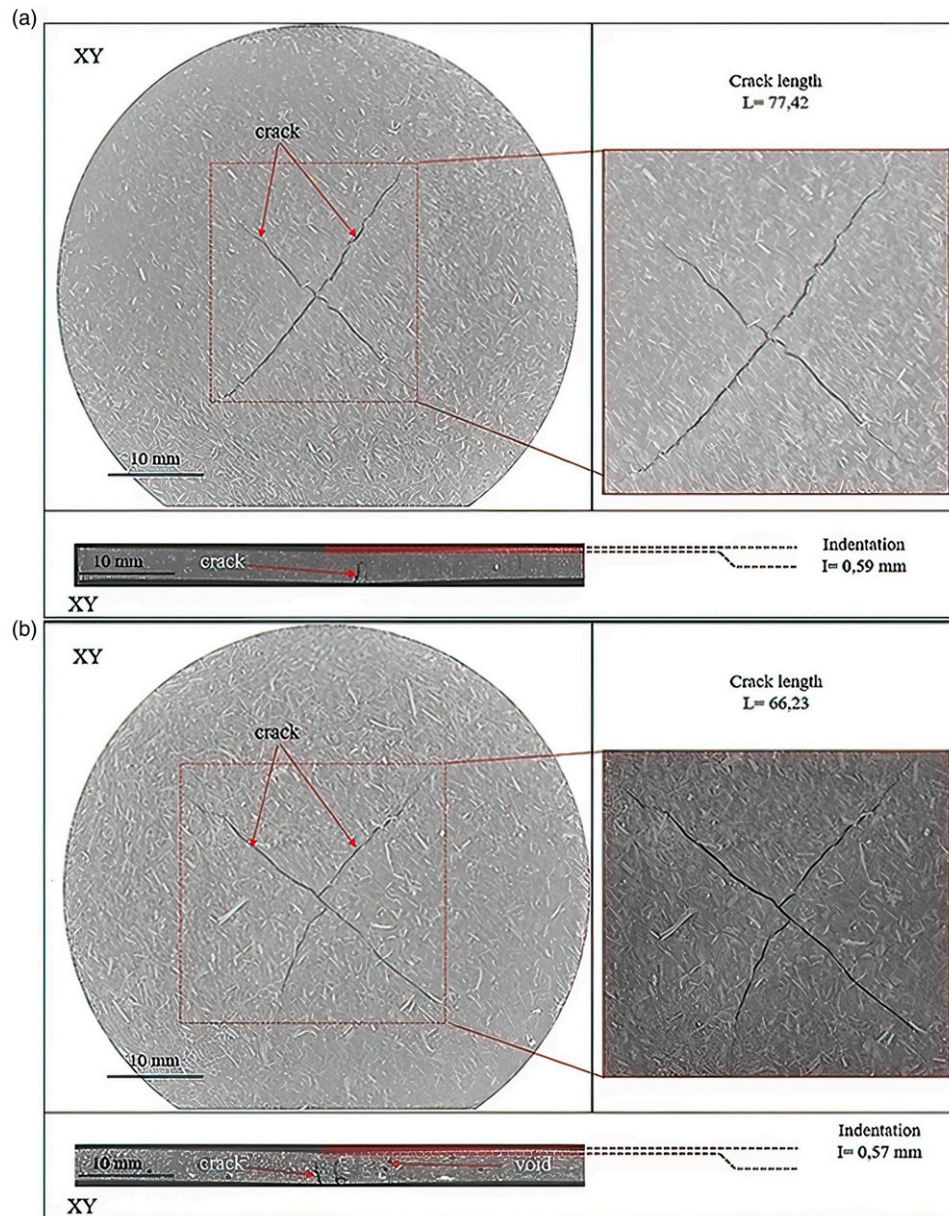 (a)
XY
crack
10 mm
Crack length
L= 77,42
10 mm
crack
XY
Indentation
I= 0,59 mm
(b)
XY
crack
10 mm
Crack length
L= 66,23
10 mm
crack
void
XY
Indentation
I= 0,57 mm